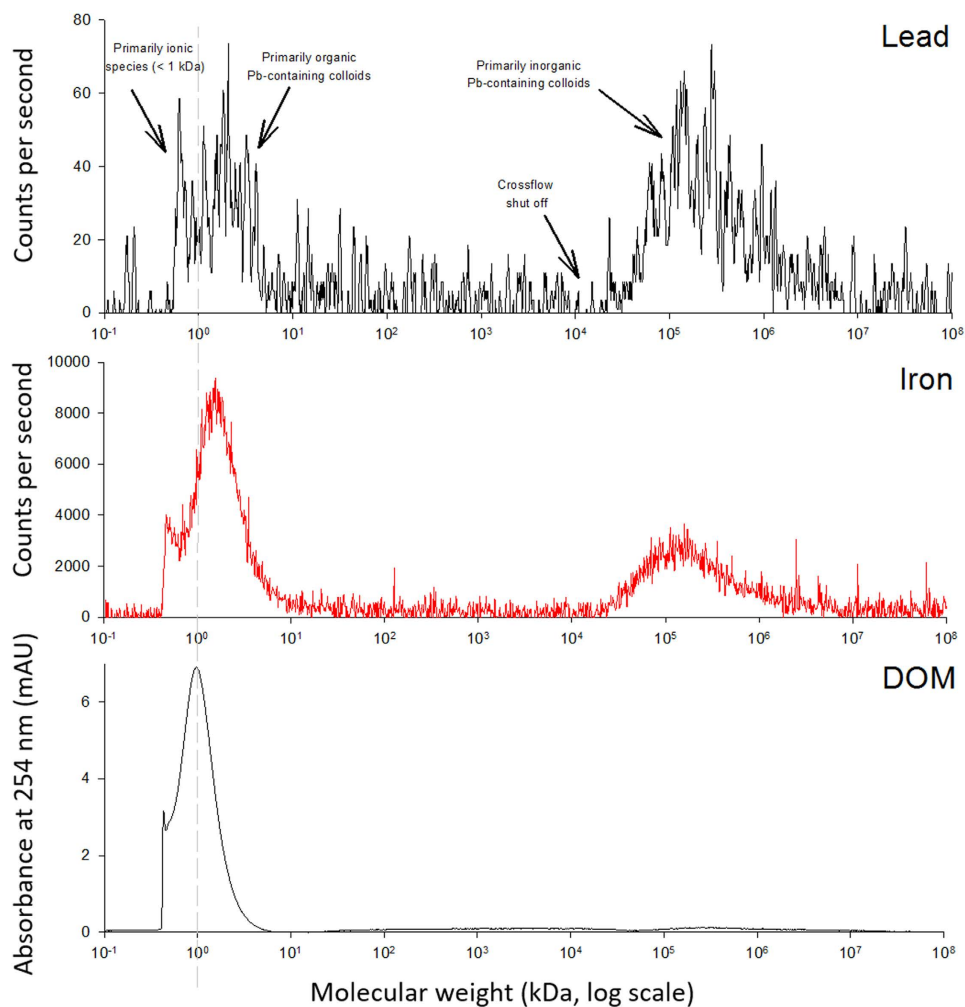 Lead
Counts per second
80
60
40
20
0
Primarily ionic
species (< 1 kDa)
Primarily organic
Pb-containing colloids
Primarily inorganic
Pb-containing colloids
Crossflow
shut off
10-1 100 101 102 103 104 105 106 107 108
Iron
Counts per second
10000
8000
6000
4000
2000
0
10-1 100 101 102 103 104 105 106 107 108
DOM
Absorbance at 254 nm (mAU)
6
4
2
0
10-1 100 101 102 103 104 105 106 107 108
Molecular weight (kDa, log scale)